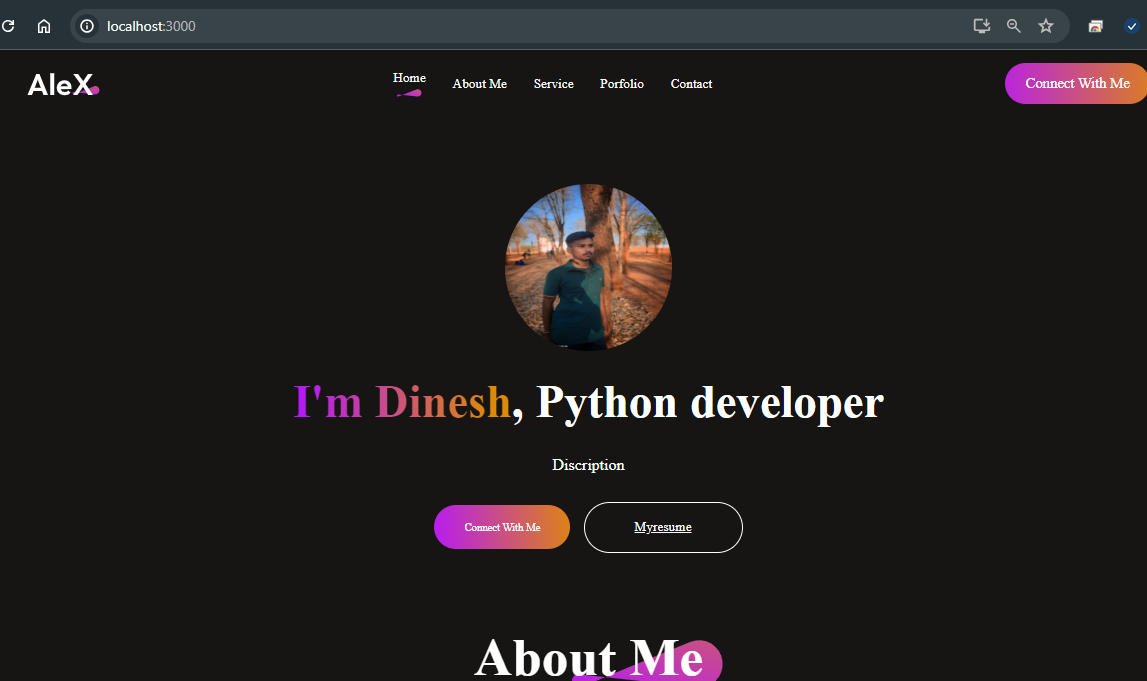 localhost:3000
AleX
Home
About Me
Service
Porfolio
Contact
Connect With Me
I'm Dinesh, Python developer
Discription
Connect With Me
Myresume
About Me